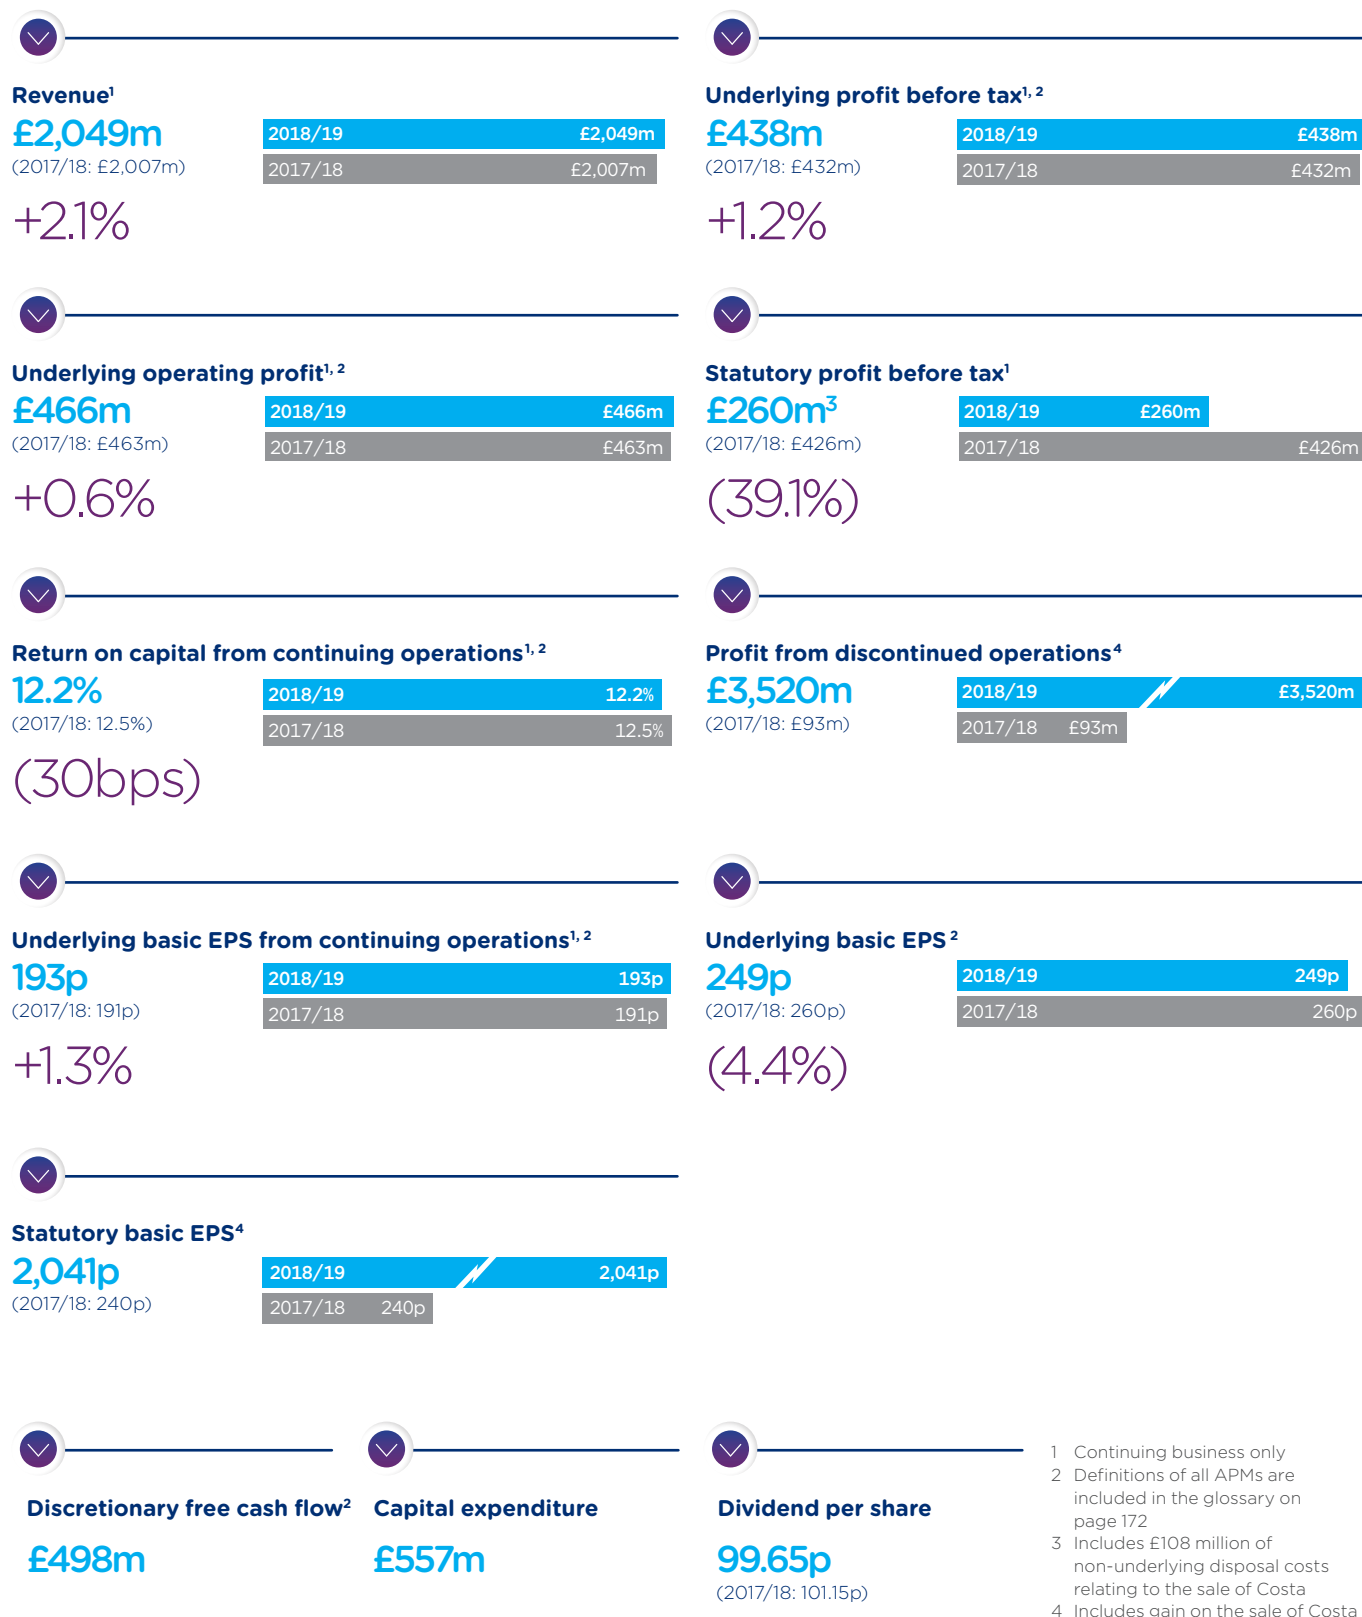 Revenue1
£2,049m
(2017/18: £2,007m)
2018/19 £2,049m
2017/18 £2,007m
+2.1%
Underlying profit before tax1, 2
£438m
(2017/18: £432m)
2018/19 £438m
2017/18 £432m
+1.2%
Underlying operating profit1, 2
£466m
(2017/18: £463m)
2018/19 £466m
2017/18 £463m
+0.6%
Statutory profit before tax1
£260m3
(2017/18: £426m)
2018/19 £260m
2017/18 £426m
(39.1%)
Return on capital from continuing operations1, 2
12.2%
(2017/18: 12.5%)
2018/19 12.2%
2017/18 12.5%
(30bps)
Profit from discontinued operations4
£3,520m
(2017/18: £93m)
2018/19 £3,520m
2017/18 £93m
Underlying basic EPS from continuing operations1, 2
193p
(2017/18: 191p)
2018/19 193p
2017/18 191p
+1.3%
Underlying basic EPS2
249p
(2017/18: 260p)
2018/19 249p
2017/18 260p
(4.4%)
Statutory basic EPS4
2,041p
(2017/18: 240p)
2018/19 2,041p
2017/18 240p
Discretionary free cash flow2
£498m
Capital expenditure
£557m
Dividend per share
99.65p
(2017/18: 101.15p)
1 Continuing business only
2 Definitions of all APMs are
included in the glossary on
page 172
3 Includes £108 million of
non-underlying disposal costs
relating to the sale of Costa
4 Includes gain on the sale of Costa